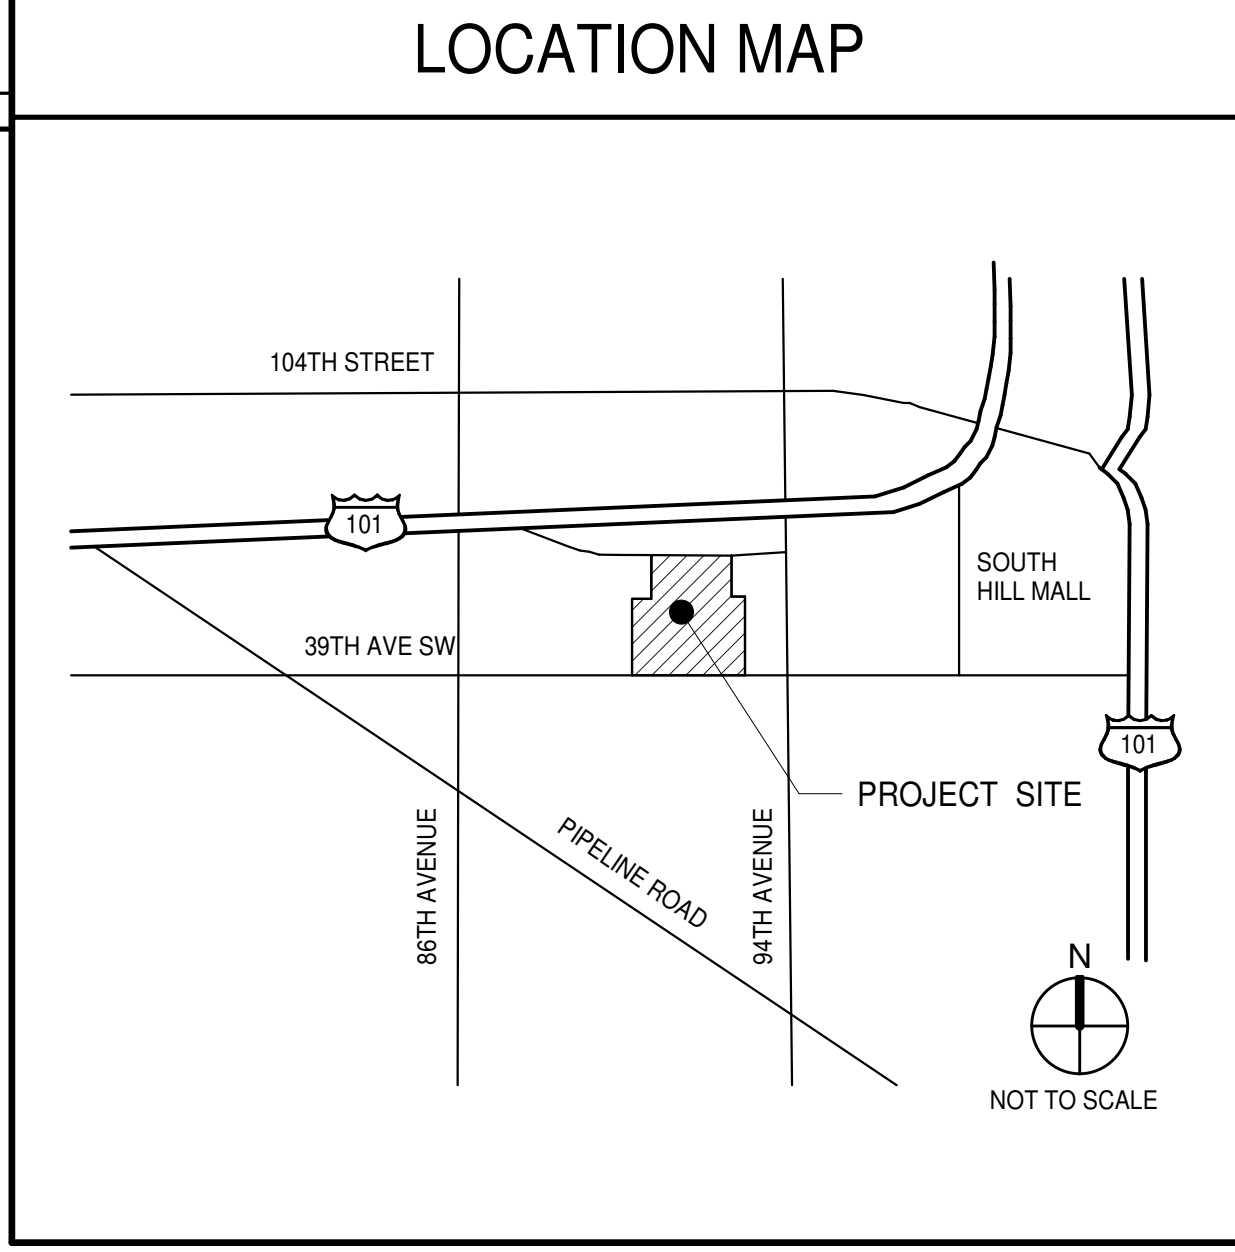 LOCATION MAP
104TH STREET
101
SOUTH
HILL MALL
39TH AVE SW
101
PROJECT SITE
86TH AVENUE
PIPELINE ROAD
94TH AVENUE
N
NOT TO SCALE